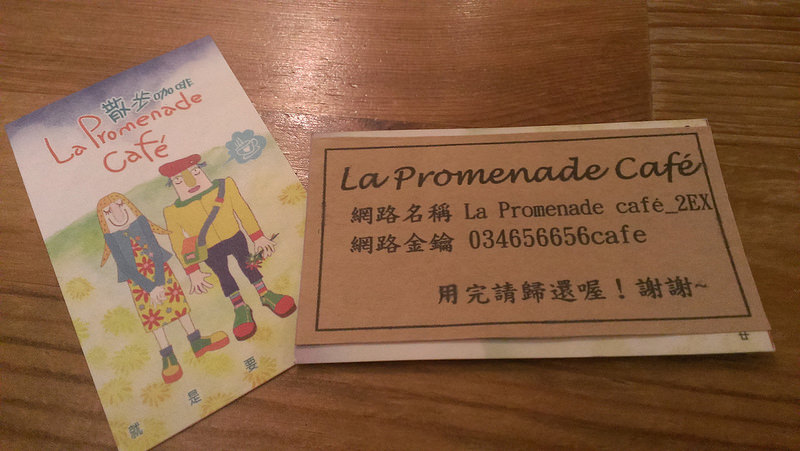 散步咖啡
La Promenade
Café
就是要
La Promenade Café
網路名稱 La Promenade café_2EX
網路金鑰 034656656cafe
用完請歸還喔！謝謝~